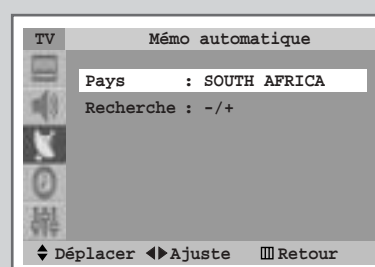 TV Mémo automatique
Pays : SOUTH AFRICA
Recherche : -/+
Déplacer Ajuste Retour